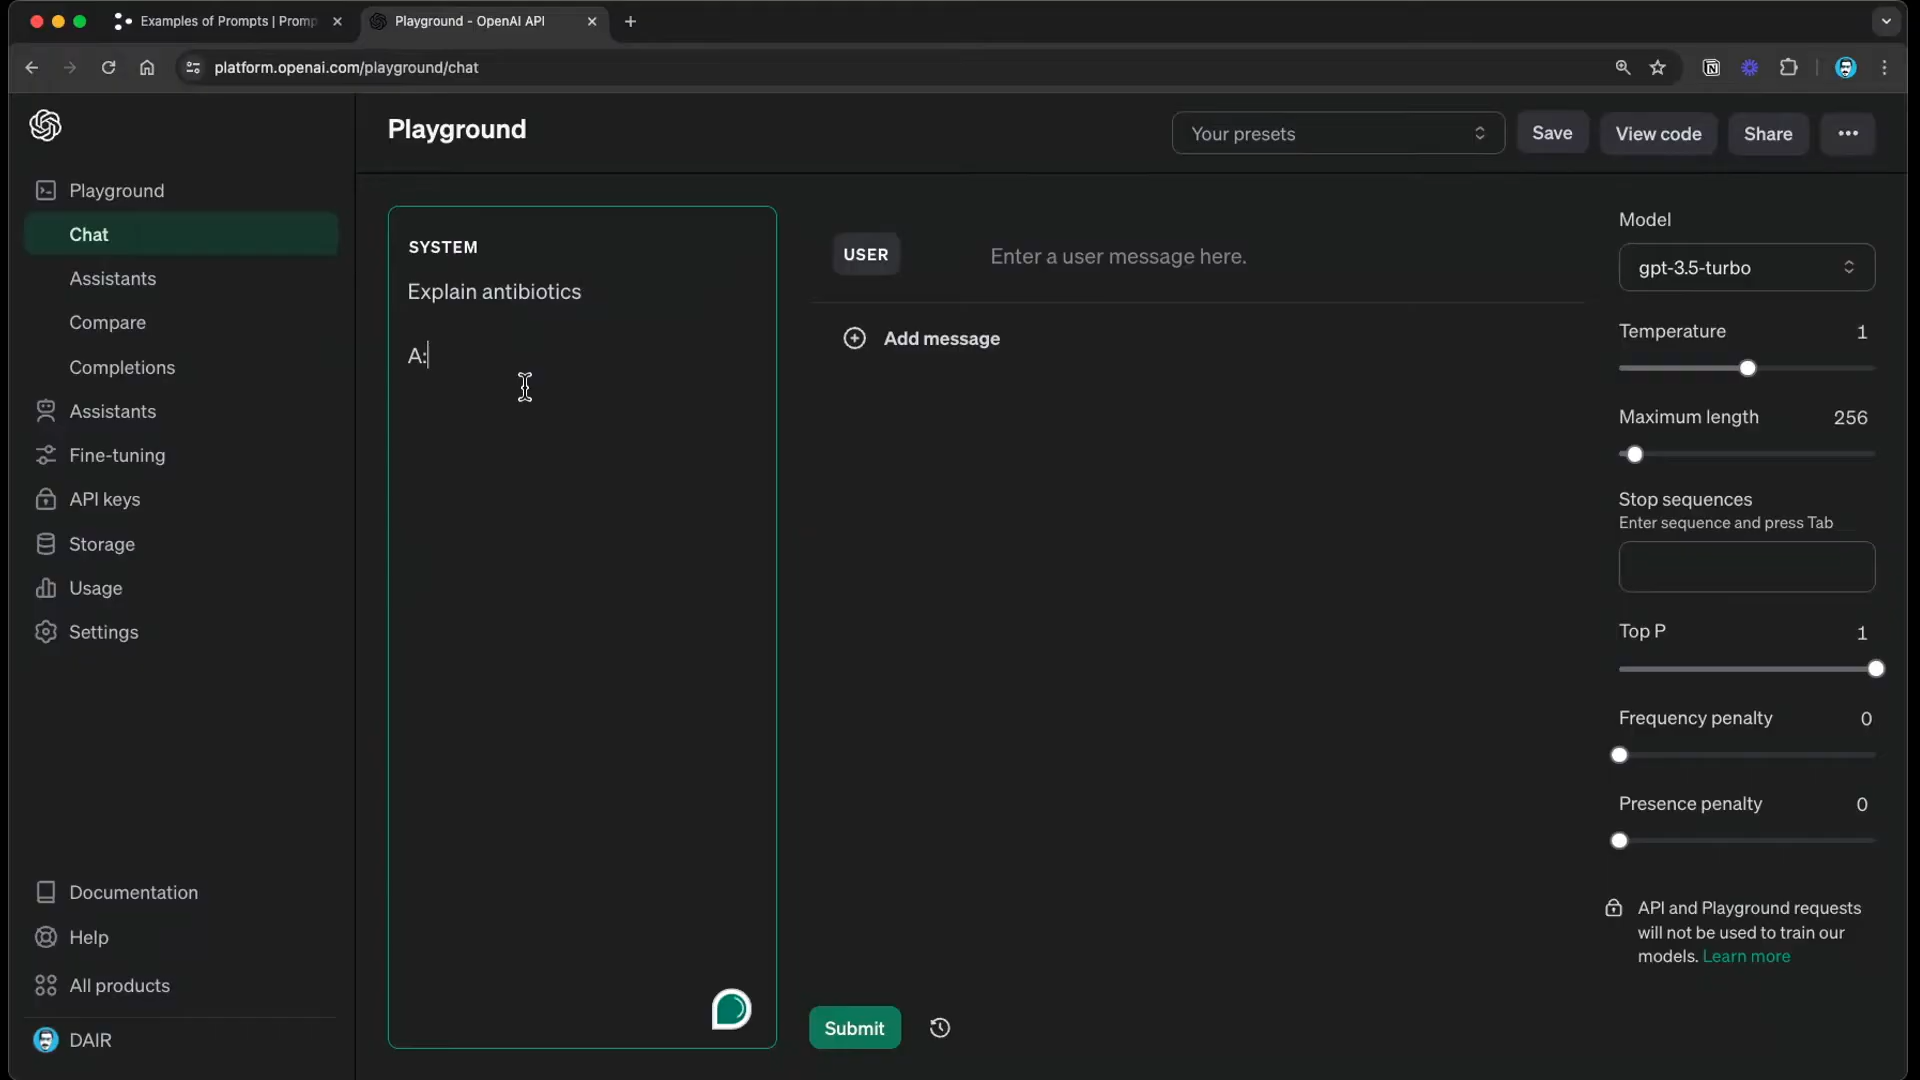 Examples of Prompts | Promp
Playground - OpenAI API
platform.openai.com/playground/chat
Playground
Your presets
Save
View code
Share
Playground
Chat
Assistants
Compare
Completions
Assistants
Fine-tuning
API keys
Storage
Usage
Settings
Documentation
Help
All products
DAIR
SYSTEM
Explain antibiotics
A:
USER
Enter a user message here.
Add message
Submit
Model
gpt-3.5-turbo
Temperature 1
Maximum length 256
Stop sequences
Enter sequence and press Tab
Top P 1
Frequency penalty 0
Presence penalty 0
API and Playground requests
will not be used to train our
models. Learn more